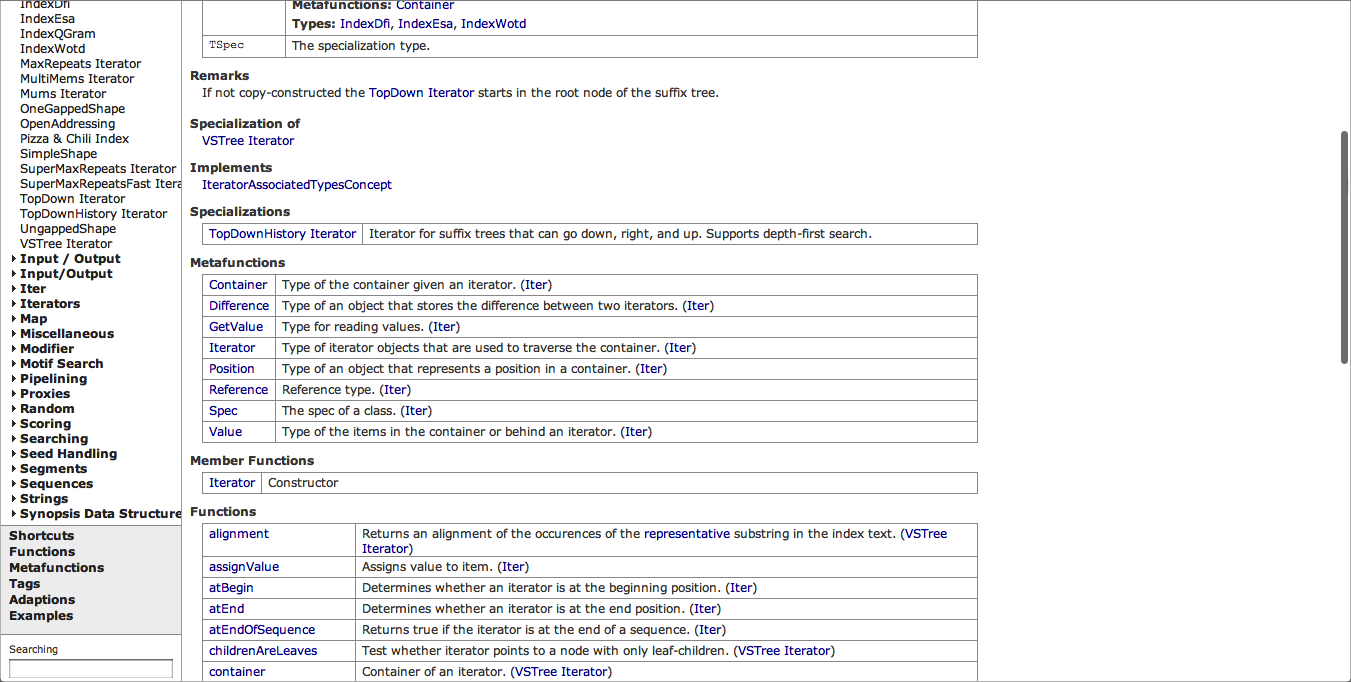 IndexDfi
IndexEsa
IndexQGram
IndexWotd
MaxRepeats Iterator
MultiMems Iterator
Mums Iterator
OneGappedShape
OpenAddressing
Pizza & Chili Index
SimpleShape
SuperMaxRepeats Iterator
SuperMaxRepeatsFast Itera
TopDown Iterator
TopDownHistory Iterator
UngappedShape
VSTree Iterator
Input / Output
Input/Output
Iter
Iterators
Map
Miscellaneous
Modifier
Motif Search
Pipelining
Proxies
Random
Scoring
Searching
Seed Handling
Segments
Sequences
Strings
Synopsis Data Structure
Shortcuts
Functions
Metafunctions
Tags
Adaptions
Examples
Searching
Metafunctions: Container
Types: IndexDfi, IndexEsa, IndexWotd
TSpec The specialization type.
Remarks
If not copy-constructed the TopDown Iterator starts in the root node of the suffix tree.
Specialization of
VSTree Iterator
Implements
IteratorAssociatedTypesConcept
Specializations
TopDownHistory Iterator Iterator for suffix trees that can go down, right, and up. Supports depth-first search.
Metafunctions
Container Type of the container given an iterator. (Iter)
Difference Type of an object that stores the difference between two iterators. (Iter)
GetValue Type for reading values. (Iter)
Iterator Type of iterator objects that are used to traverse the container. (Iter)
Position Type of an object that represents a position in a container. (Iter)
Reference Reference type. (Iter)
Spec The spec of a class. (Iter)
Value Type of the items in the container or behind an iterator. (Iter)
Member Functions
Iterator Constructor
Functions
alignment Returns an alignment of the occurences of the representative substring in the index text. (VSTree
Iterator)
assignValue Assigns value to item. (Iter)
atBegin Determines whether an iterator is at the beginning position. (Iter)
atEnd Determines whether an iterator is at the end position. (Iter)
atEndOfSequence Returns true if the iterator is at the end of a sequence. (Iter)
childrenAreLeaves Test whether iterator points to a node with only leaf-children. (VSTree Iterator)
container Container of an iterator. (VSTree Iterator)